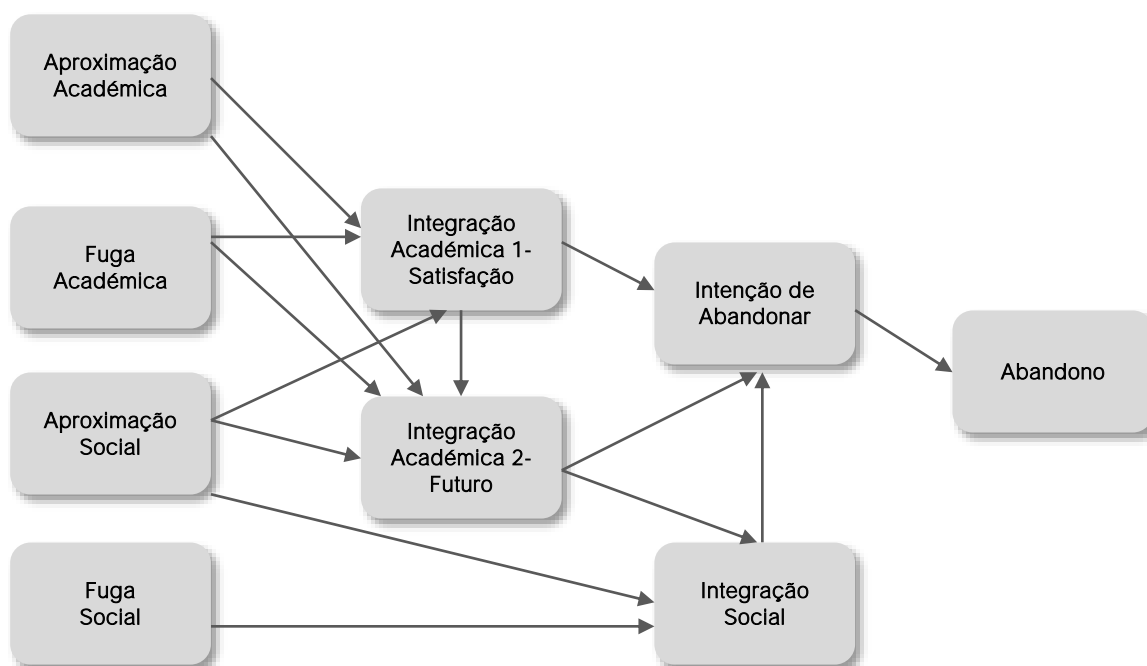 Aproximação
Académica
Fuga
Académica
Aproximação
Social
Fuga
Social
Integração
Académica 1-
Satisfação
Integração
Académica 2-
Futuro
Intenção de
Abandonar
Integração
Social
Abandono